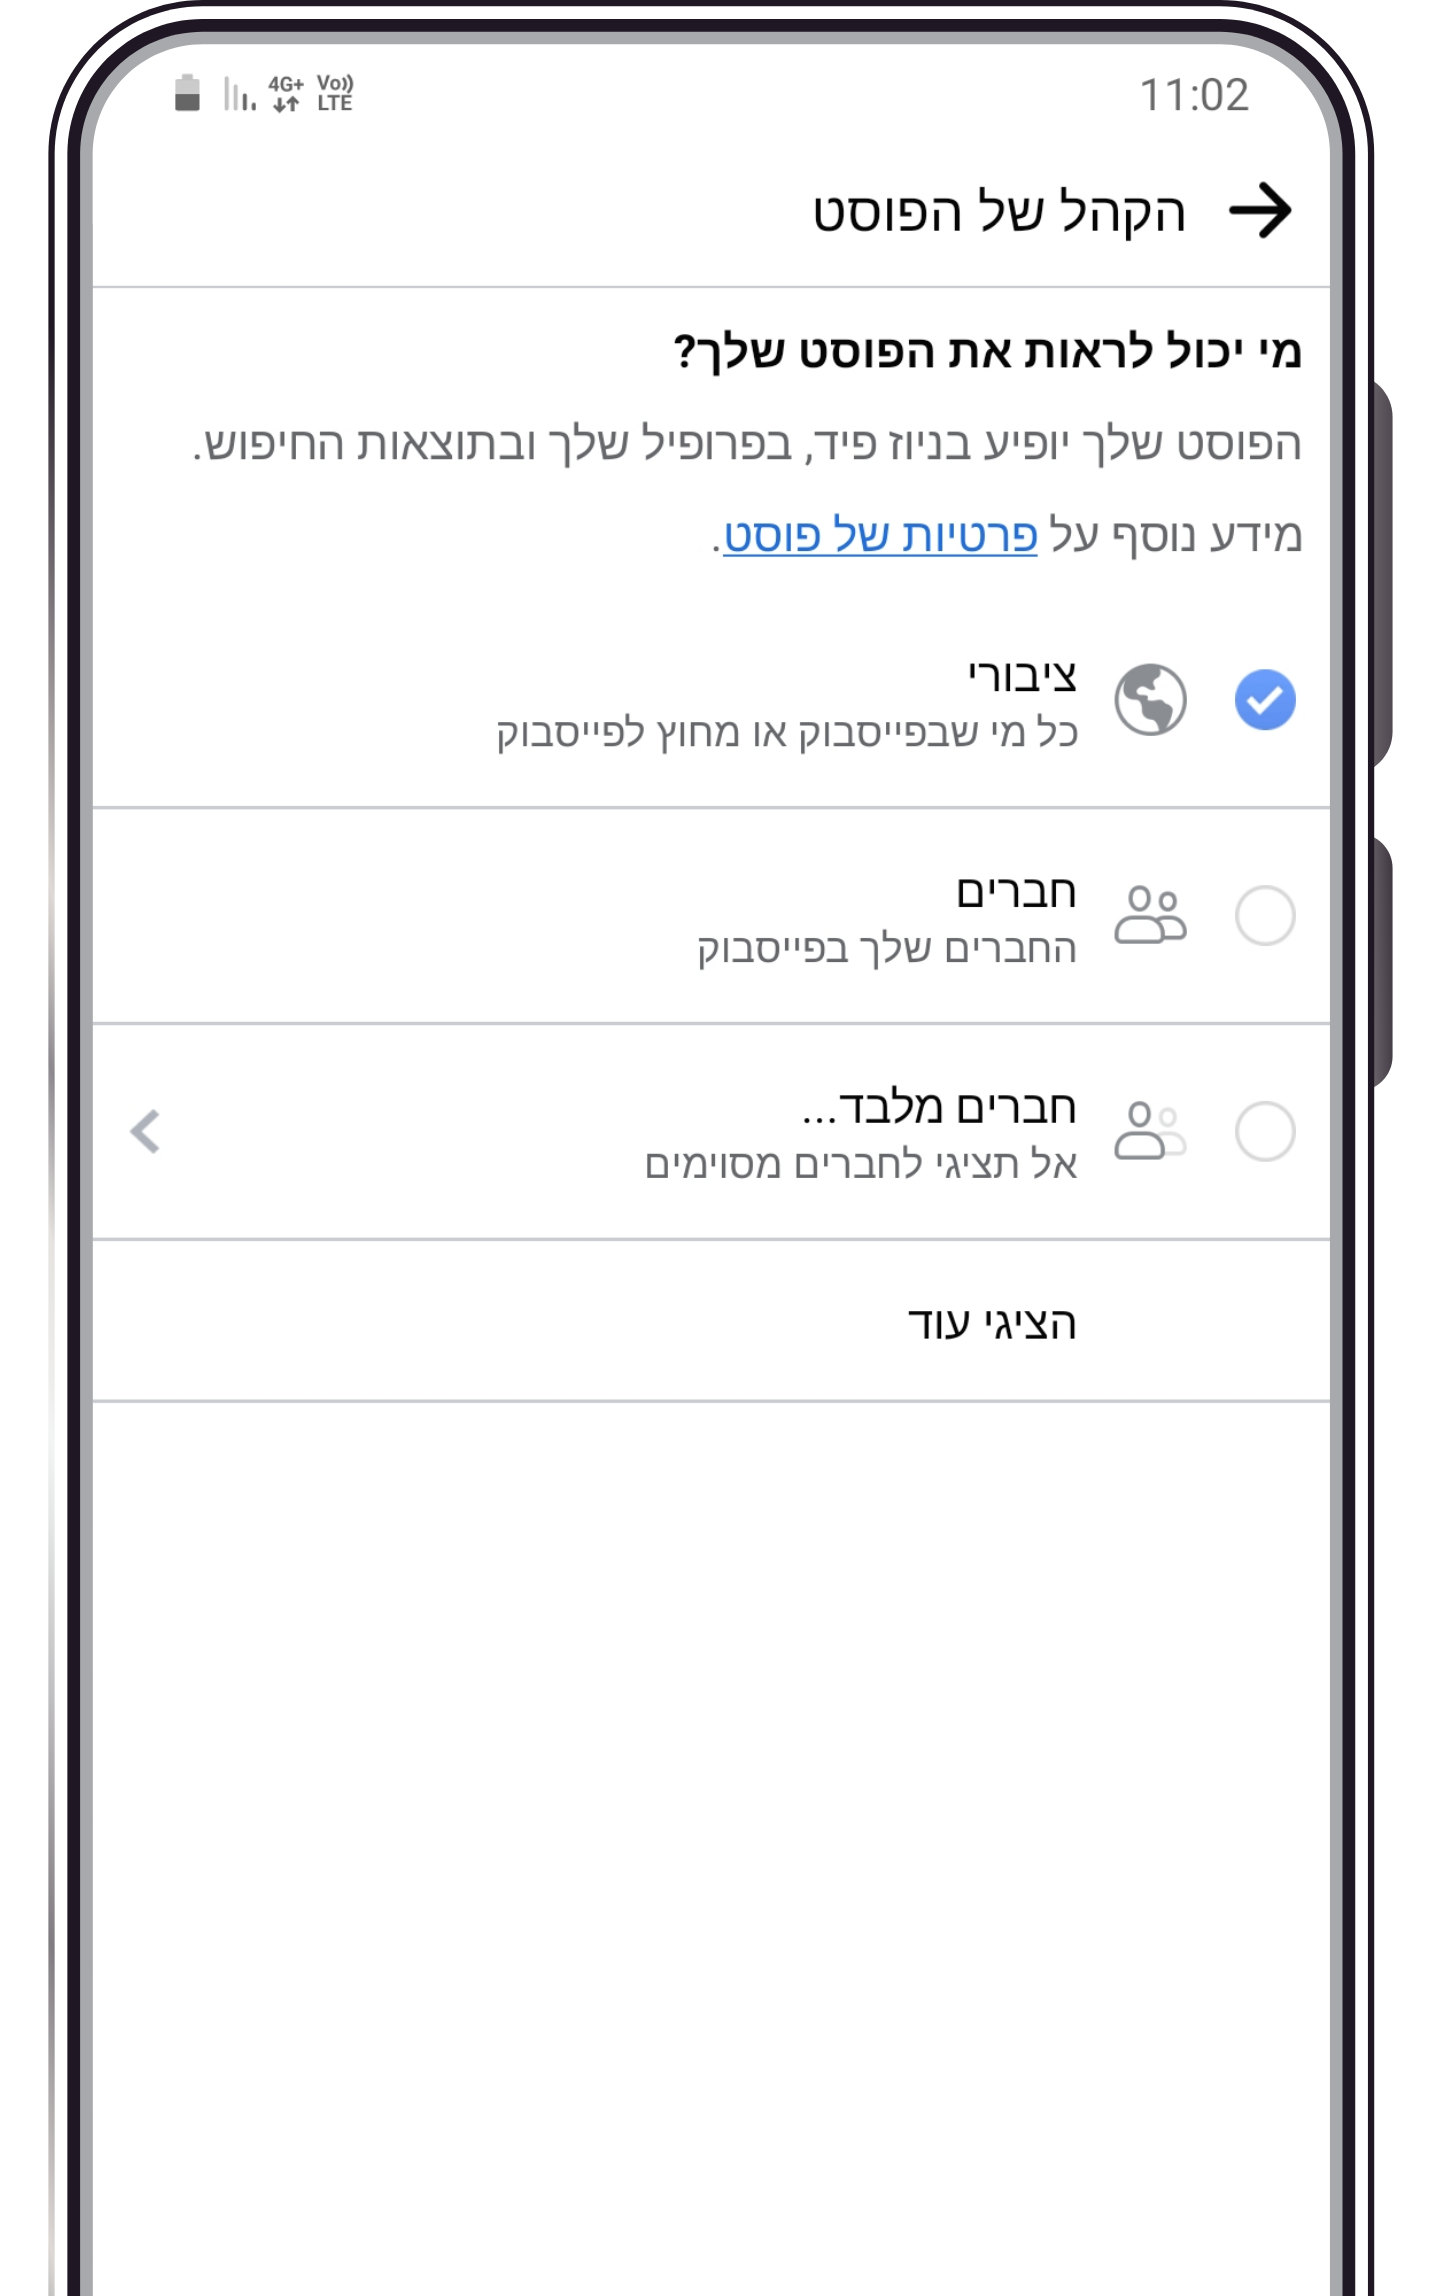 11:02
4G+ Vo)) LTE
הקהל של הפוסט
מי יכול לראות את הפוסט שלך?
הפוסט שלך יופיע בניוז פיד, בפרופיל שלך ובתוצאות החיפוש.
מידע נוסף על פרטיות של פוסט.
ציבורי
כל מי שבפייסבוק או מחוץ לפייסבוק
חברים
החברים שלך בפייסבוק
חברים מלבד...
אל תציגי לחברים מסוימים
הציגי עוד